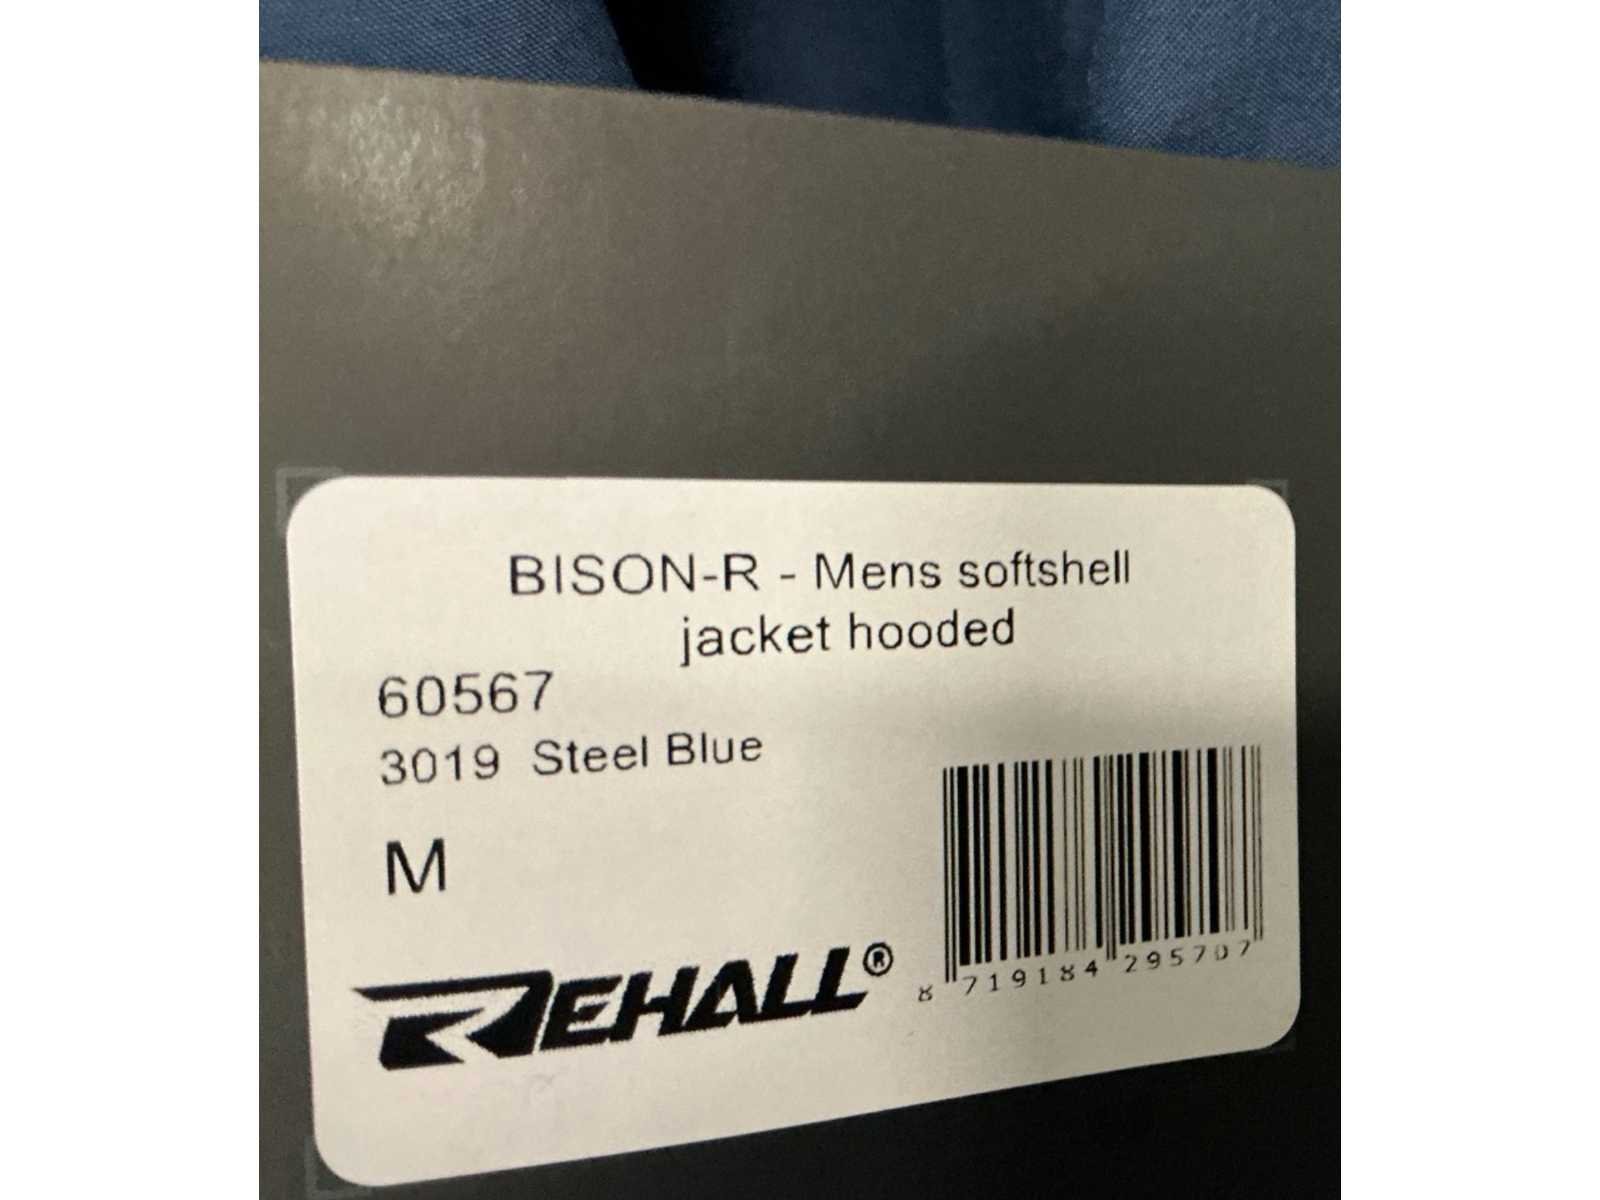 BISON-R - Mens softshell
jacket hooded
60567
3019 Steel Blue
M
REHALL®
8 719184 295707